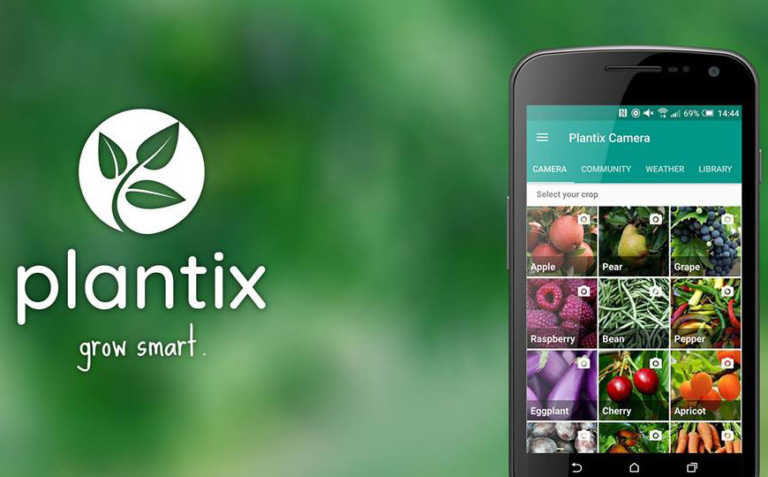 plantix
grow smart.
69% 14:44
Plantix Camera
CAMERA COMMUNITY WEATHER LIBRARY
Select your crop
Apple Pear Grape
Raspberry Bean Pepper
Eggplant Cherry Apricot